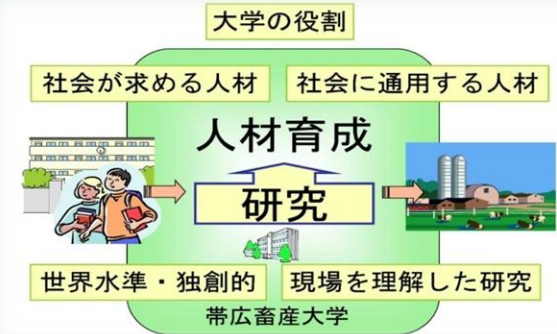 大学の役割
社会が求める人材
社会に通用する人材
人材育成
研究
世界水準・独創的
現場を理解した研究
帯広畜産大学